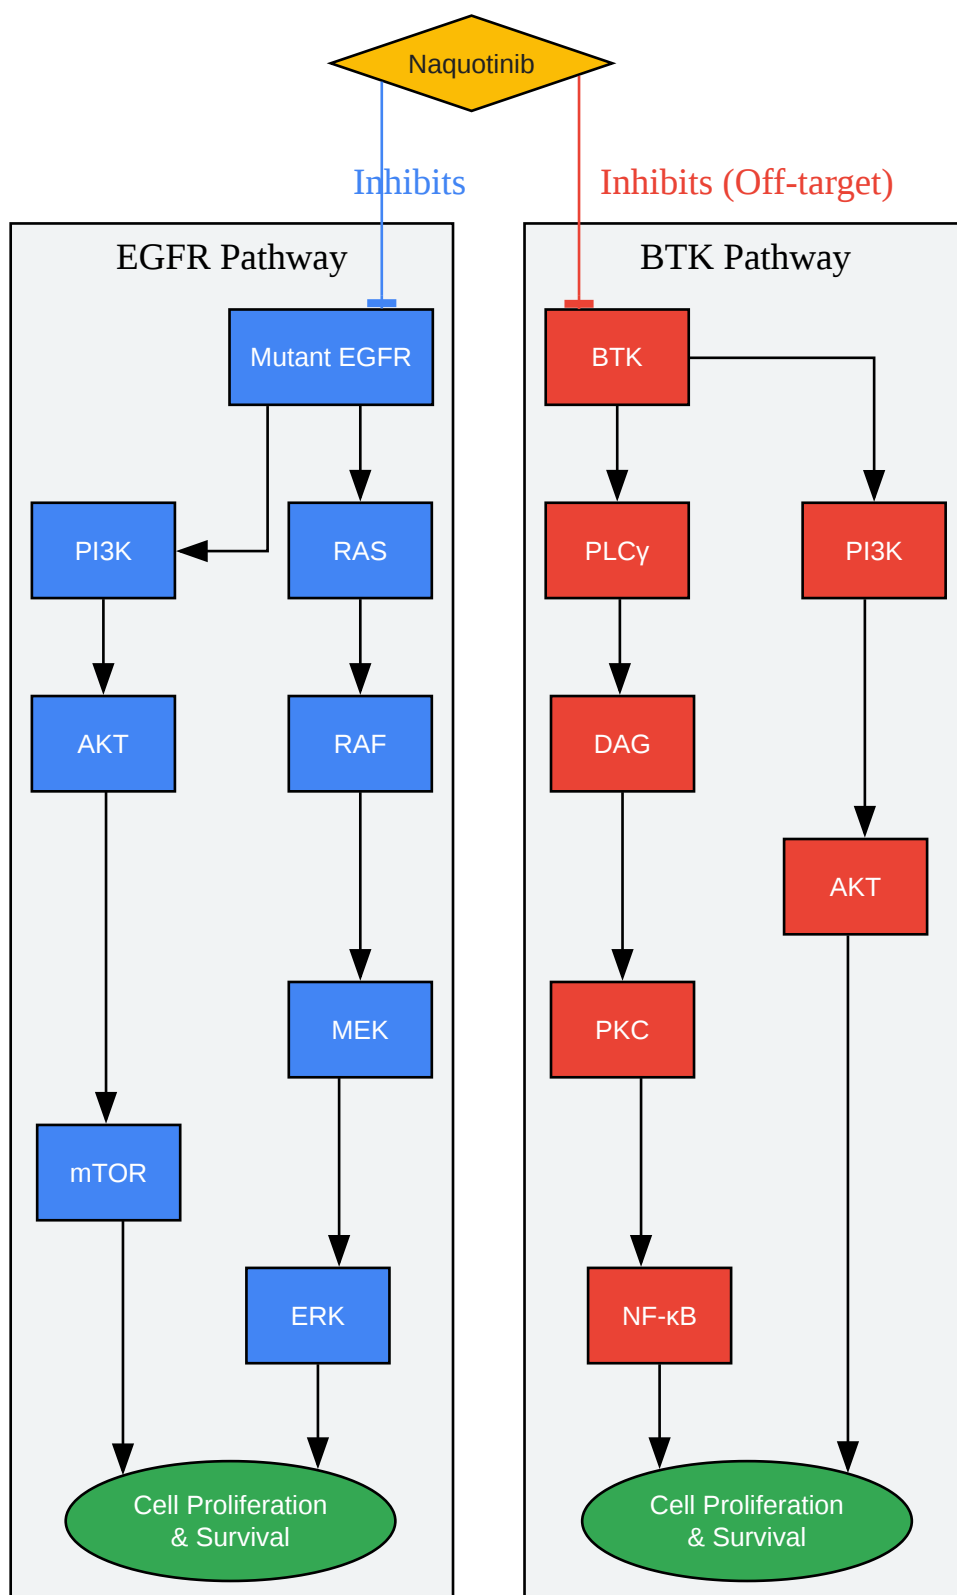 Naquotinib
Inhibits
Inhibits (Off-target)
EGFR Pathway
Mutant EGFR
PI3K
RAS
AKT
RAF
MEK
mTOR
ERK
Cell Proliferation
& Survival
BTK Pathway
BTK
PLCγ
PI3K
DAG
AKT
PKC
NF-κB
Cell Proliferation
& Survival